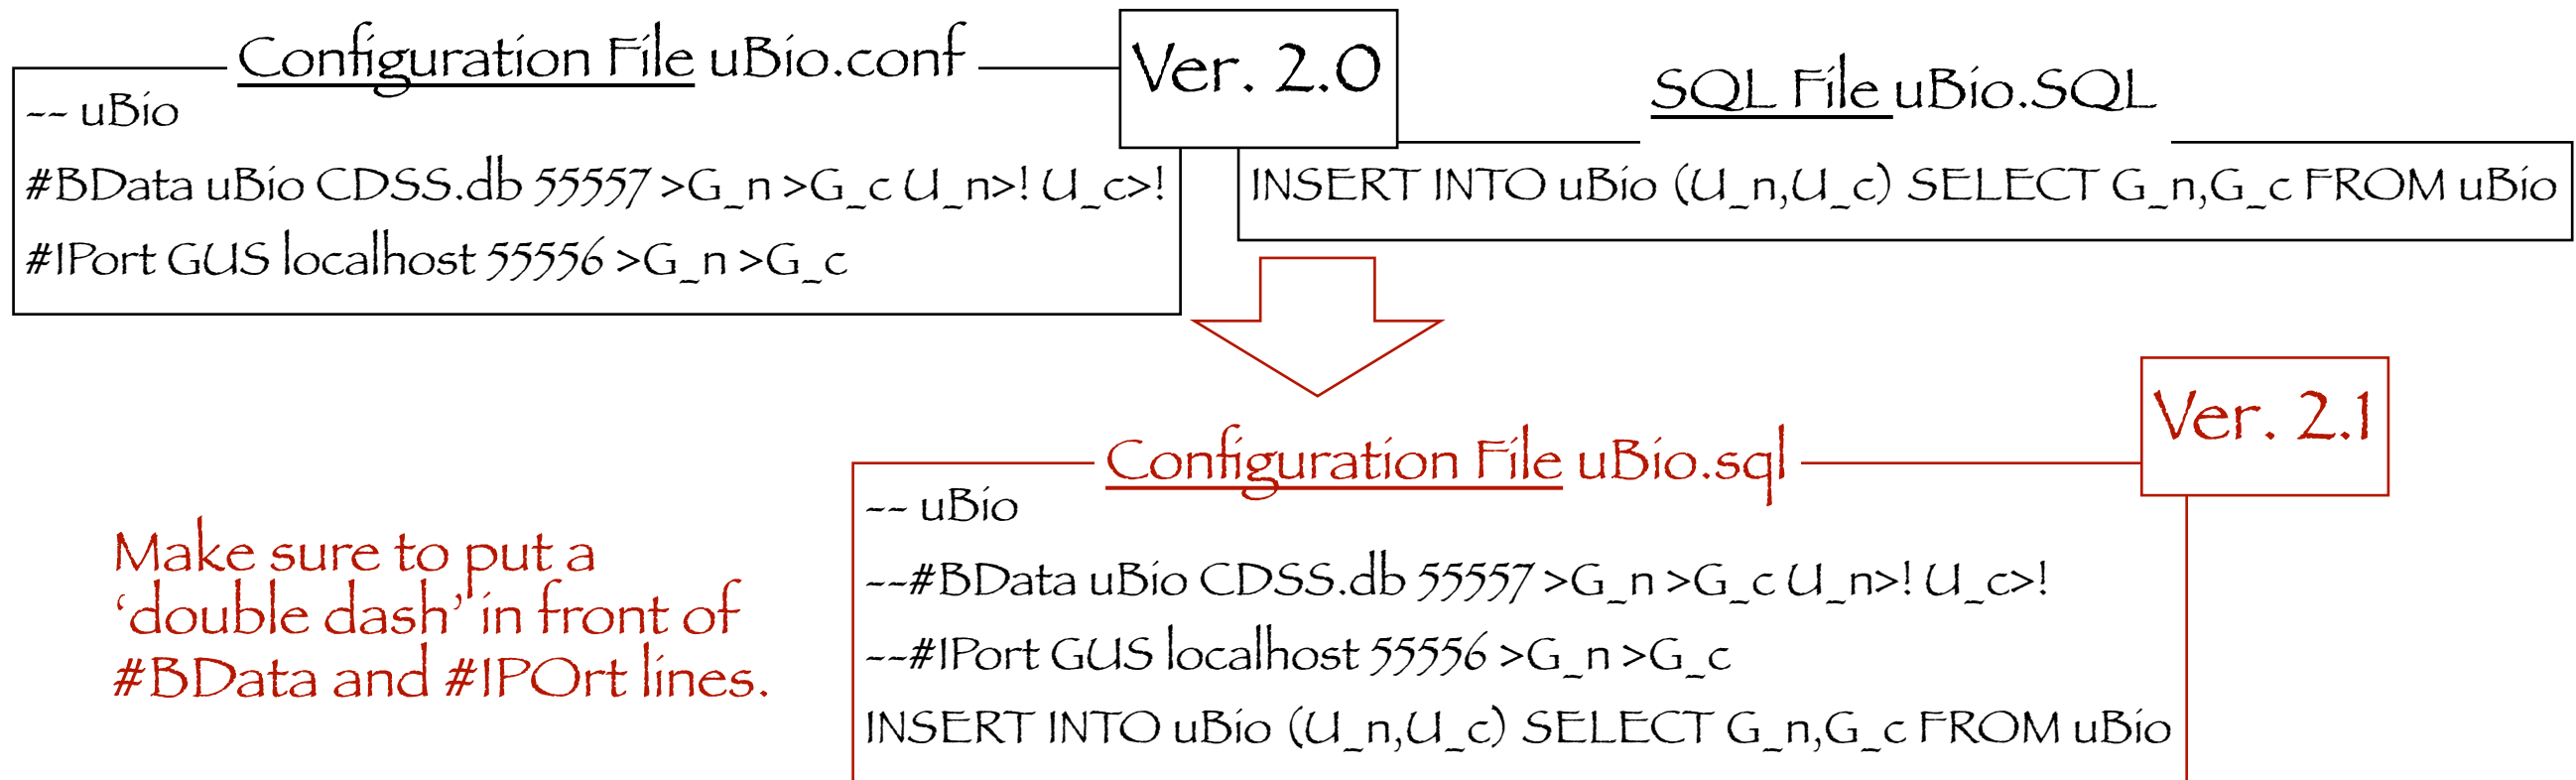 Configuration File uBio.conf
Ver. 2.0
-- uBio
#BData uBio CDSS.db 55557 >G_n >G_c U_n>! U_c>!
#IPort GUS localhost 55556 >G_n >G_c
SQL File uBio.SQL
INSERT INTO uBio (U_n,U_c) SELECT G_n,G_c FROM uBio
Ver. 2.1
Configuration File uBio.sql
-- uBio
--#BData uBio CDSS.db 55557 >G_n >G_c U_n>! U_c>!
--#IPort GUS localhost 55556 >G_n >G_c
INSERT INTO uBio (U_n,U_c) SELECT G_n,G_c FROM uBio
Make sure to put a
‘double dash’ in front of
#BData and #IPOrt lines.